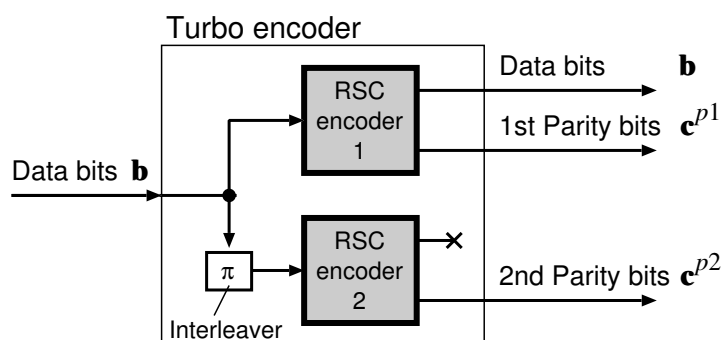 Turbo encoder
RSC
encoder
1
Data bits b
1st Parity bits c^{p1}
Data bits b
RSC
encoder
2
π
Interleaver
2nd Parity bits c^{p2}